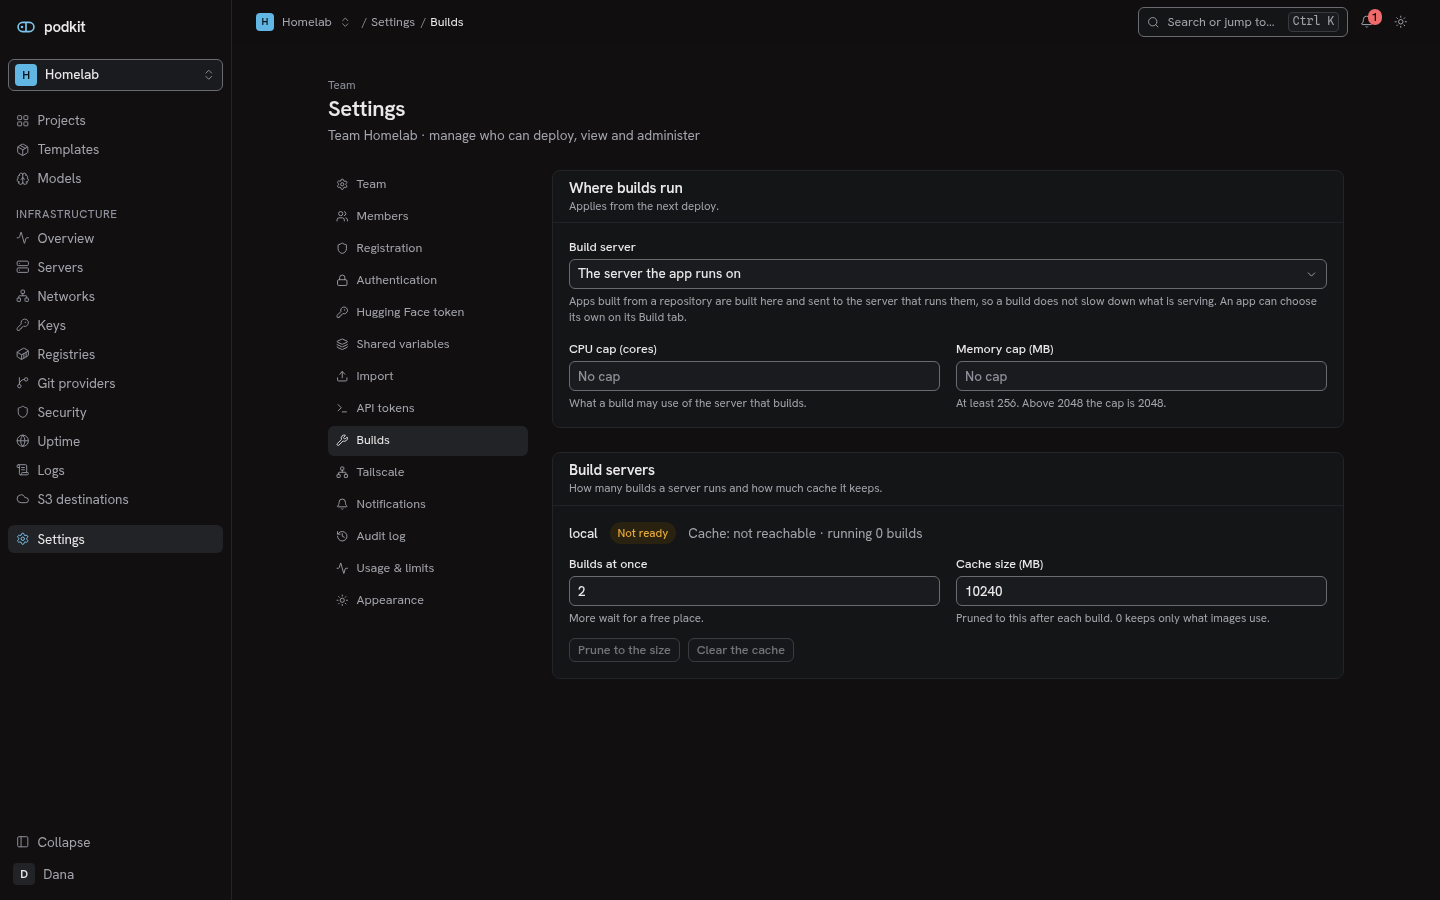 podkit
H Homelab
Projects
Templates
Models
INFRASTRUCTURE
Overview
Servers
Networks
Keys
Registries
Git providers
Security
Uptime
Logs
S3 destinations
Settings
Collapse
D Dana
H Homelab / Settings / Builds
Search or jump to... Ctrl K
1
Team
Settings
Team Homelab · manage who can deploy, view and administer
Team
Members
Registration
Authentication
Hugging Face token
Shared variables
Import
API tokens
Builds
Tailscale
Notifications
Audit log
Usage & limits
Appearance
Where builds run
Applies from the next deploy.
Build server
The server the app runs on
Apps built from a repository are built here and sent to the server that runs them, so a build does not slow down what is serving. An app can choose
its own on its Build tab.
CPU cap (cores)
No cap
What a build may use of the server that builds.
Memory cap (MB)
No cap
At least 256. Above 2048 the cap is 2048.
Build servers
How many builds a server runs and how much cache it keeps.
local Not ready Cache: not reachable · running 0 builds
Builds at once
2
More wait for a free place.
Cache size (MB)
10240
Pruned to this after each build. 0 keeps only what images use.
Prune to the size Clear the cache